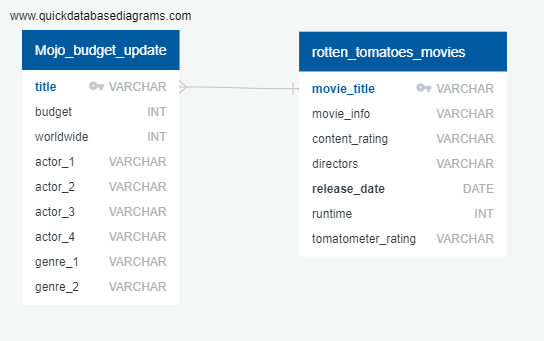 www.quickdatabasediagrams.com
Mojo_budget_update
title VARCHAR
budget INT
worldwide INT
actor_1 VARCHAR
actor_2 VARCHAR
actor_3 VARCHAR
actor_4 VARCHAR
genre_1 VARCHAR
genre_2 VARCHAR
rotten_tomatoes_movies
movie_title VARCHAR
movie_info VARCHAR
content_rating VARCHAR
directors VARCHAR
release_date DATE
runtime INT
tomatometer_rating VARCHAR